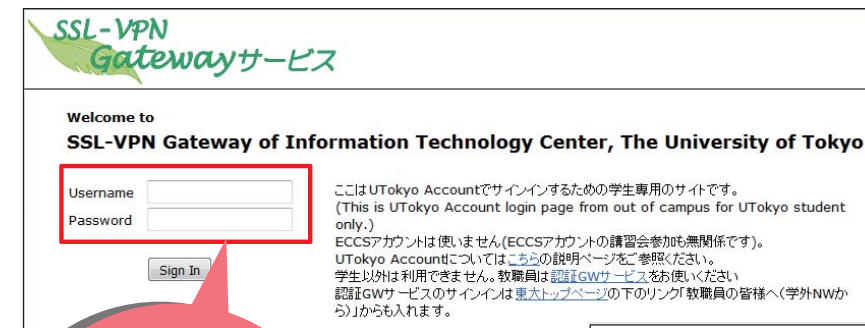 SSL-VPN
Gatewayサービス
Welcome to
SSL-VPN Gateway of Information Technology Center, The University of Tokyo
Username
Password
Sign In
ここはUTokyo Accountでサインインするための学生専用のサイトです。
(This is UTokyo Account login page from out of campus for UTokyo student
only.)
ECCSアカウントは使いません(ECCSアカウントの講習会参加も無関係です)。
UTokyo Accountについてはこちらの説明ページをご参照ください。
学生以外は利用できません。教職員は認証GWサービスをお使いください
認証GWサービスのサインインは東大トップページの下のリンク「教職員の皆様へ(学外NWか
ら)」からも入れます。